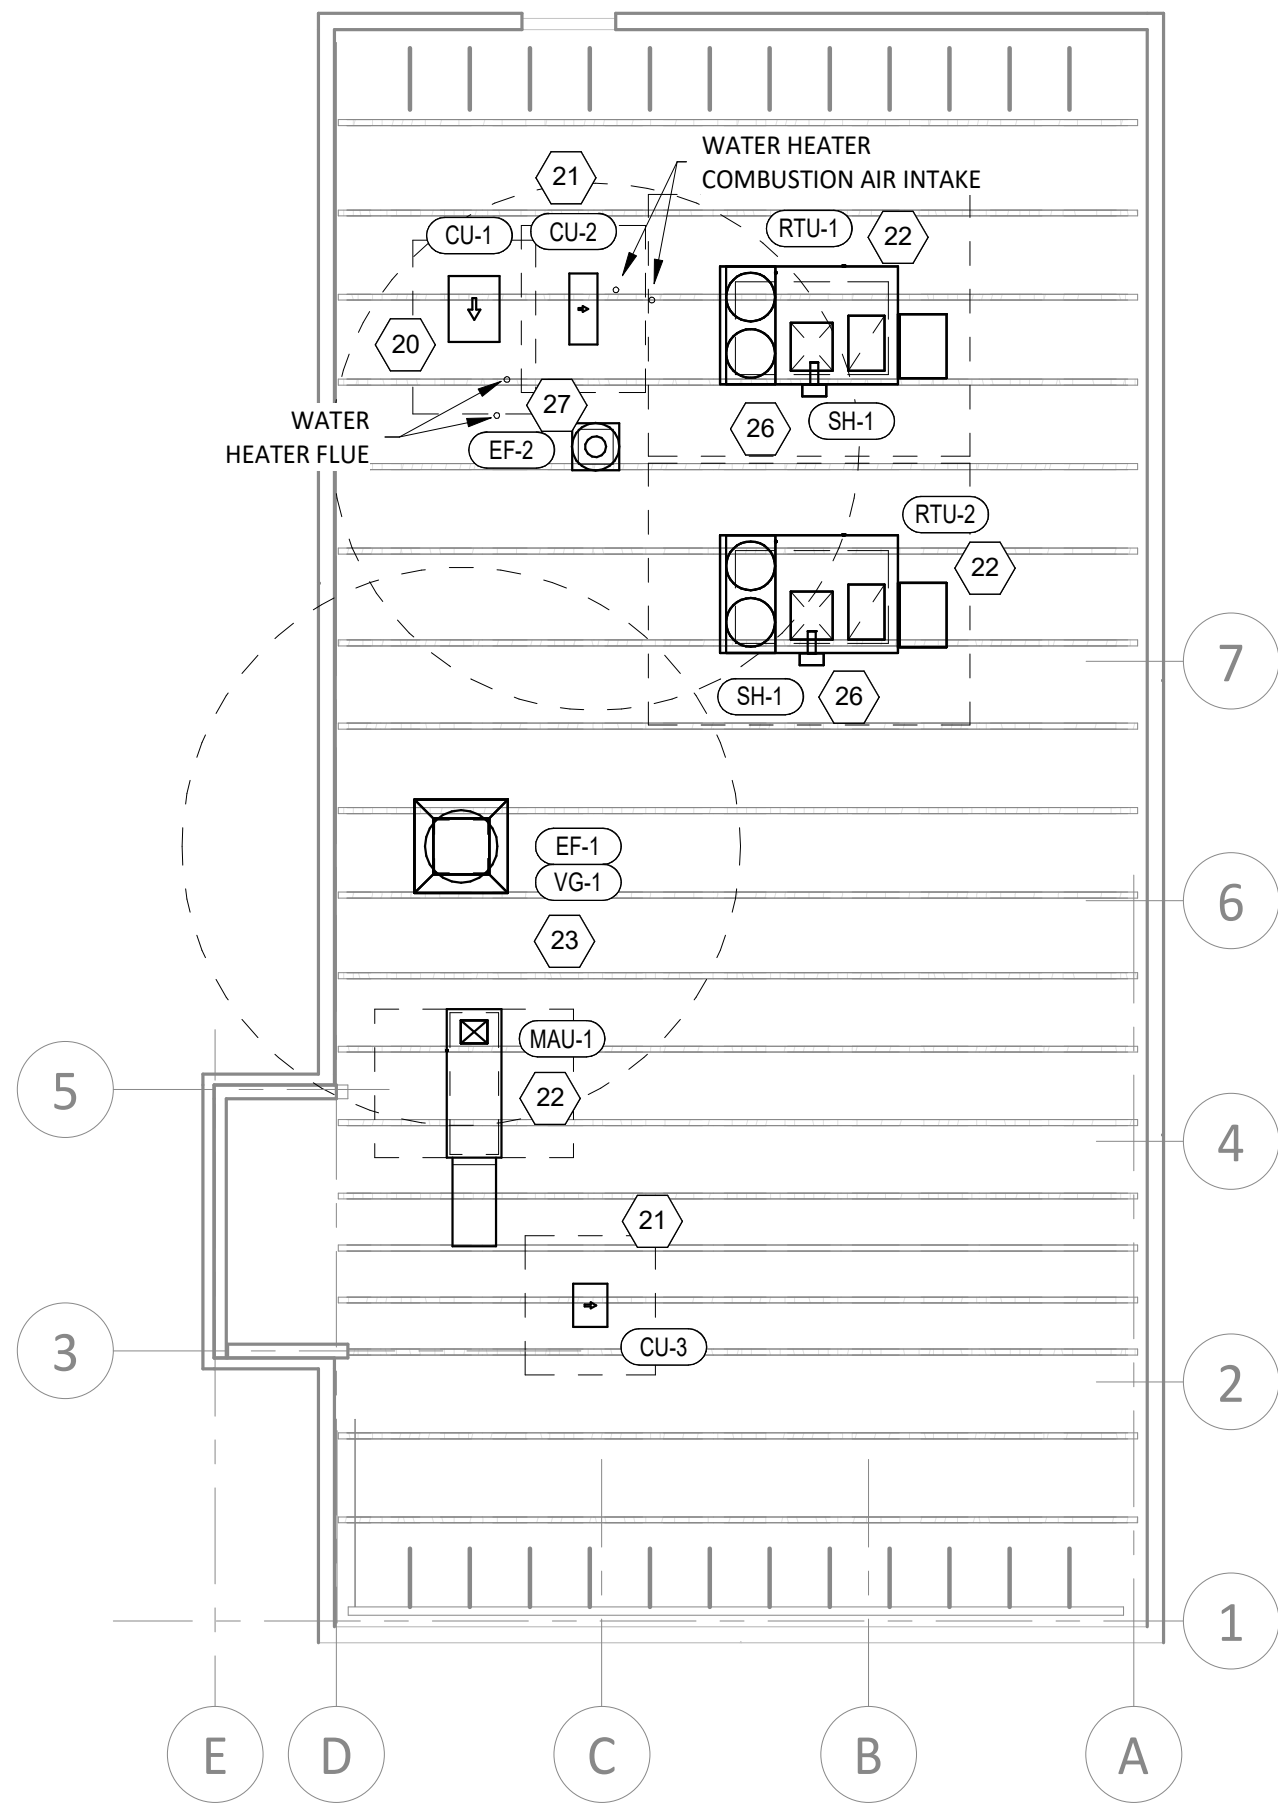 WATER HEATER
COMBUSTION AIR INTAKE
21
CU-1
CU-2
RTU-1
22
20
27
WATER
HEATER FLUE
EF-2
26
SH-1
RTU-2
22
SH-1
26
7
EF-1
VG-1
6
23
MAU-1
22
5
4
21
CU-3
3
2
1
E
D
C
B
A